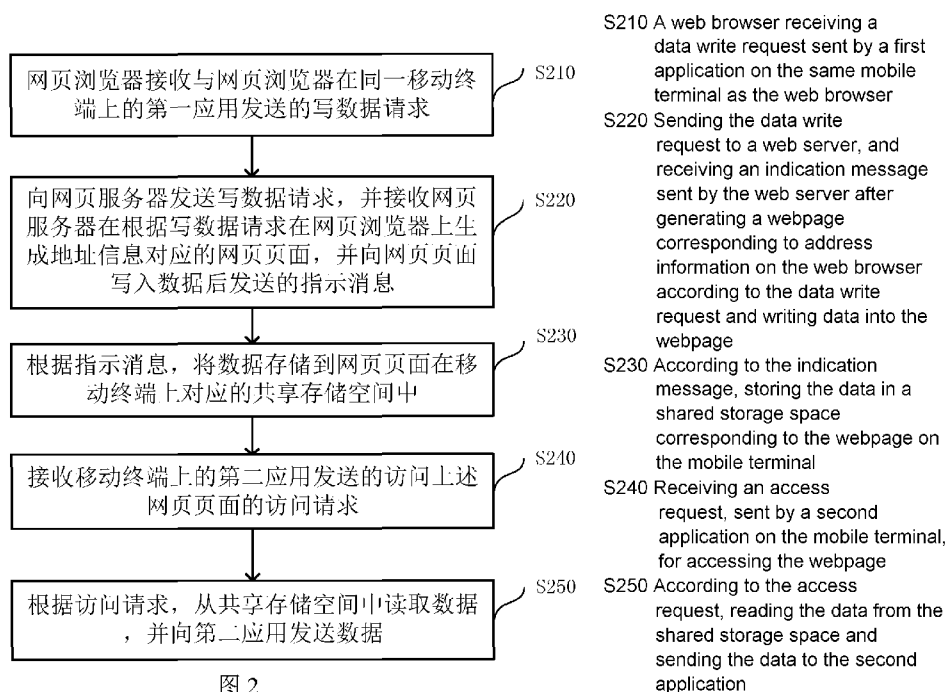 网页浏览器接收与网页浏览器在同一移动终
端上的第一应用发送的写数据请求
S210
向网页服务器发送写数据请求，并接收网页
服务器在根据写数据请求在网页浏览器上生
成地址信息对应的网页页面，并向网页页面
写入数据后发送的指示消息
S220
根据指示消息，将数据存储到网页页面在移
动终端上对应的共享存储空间中
S230
接收移动终端上的第二应用发送的访问上述
网页页面的访问请求
S240
根据访问请求，从共享存储空间中读取数据
，并向第二应用发送数据
S250
图 2
S210 A web browser receiving a
data write request sent by a first
application on the same mobile
terminal as the web browser
S220 Sending the data write
request to a web server, and
receiving an indication message
sent by the web server after
generating a webpage
corresponding to address
information on the web browser
according to the data write
request and writing data into the
webpage
S230 According to the indication
message, storing the data in a
shared storage space
corresponding to the webpage on
the mobile terminal
S240 Receiving an access
request, sent by a second
application on the mobile terminal,
for accessing the webpage
S250 According to the access
request, reading the data from the
shared storage space and
sending the data to the second
application